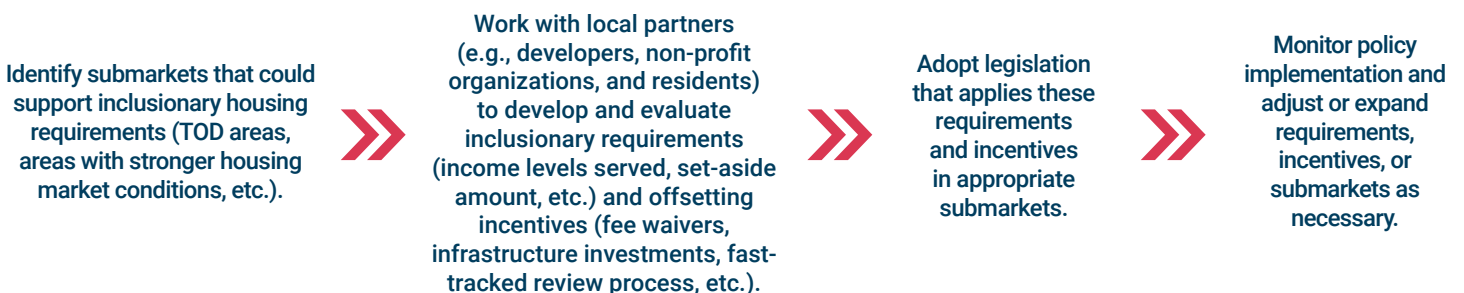 Identify submarkets that could
support inclusionary housing
requirements (TOD areas,
areas with stronger housing
market conditions, etc.).
Work with local partners
(e.g., developers, non-profit
organizations, and residents)
to develop and evaluate
inclusionary requirements
(income levels served, set-aside
amount, etc.) and offsetting
incentives (fee waivers,
infrastructure investments, fast-
tracked review process, etc.).
Adopt legislation
that applies these
requirements
and incentives
in appropriate
submarkets.
Monitor policy
implementation and
adjust or expand
requirements,
incentives, or
submarkets as
necessary.